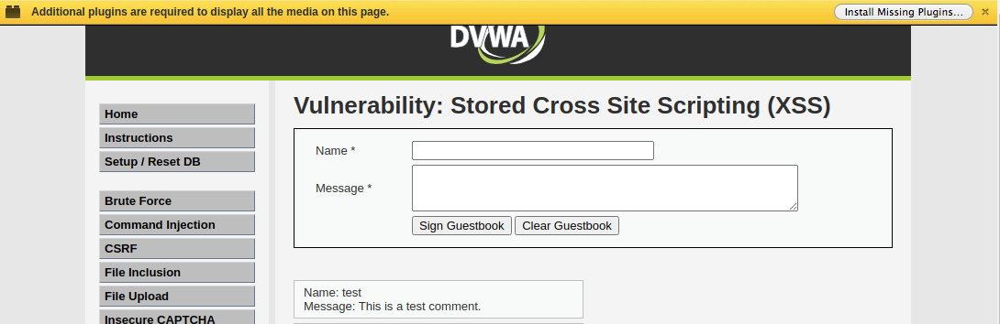 Additional plugins are required to display all the media on this page.
Install Missing Plugins...
DVWA
Home
Instructions
Setup / Reset DB
Brute Force
Command Injection
CSRF
File Inclusion
File Upload
Insecure CAPTCHA
Vulnerability: Stored Cross Site Scripting (XSS)
Name *
Message *
Sign Guestbook Clear Guestbook
Name: test
Message: This is a test comment.